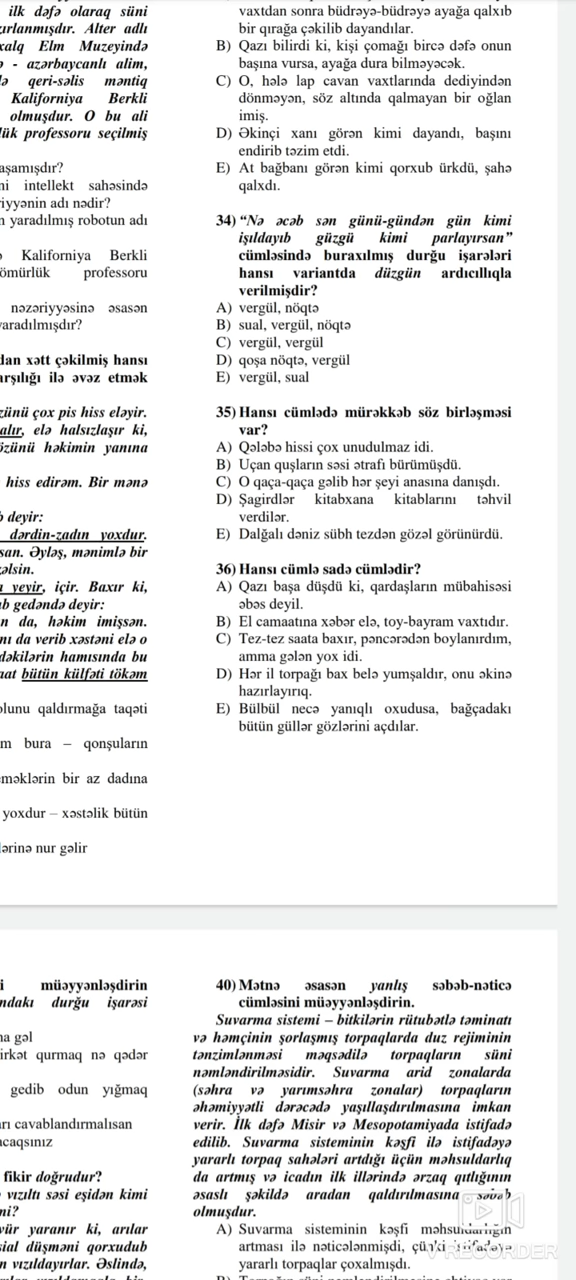 ilk dəfə olaraq süni
zırlanmışdır. Alter adlı
xalq Elm Muzeyində
- azərbaycanlı alim,
qeri-səlis məntiq
Kaliforniya Berkli
olmuşdur. O bu ali
lük professoru seçilmiş
aşamışdır?
ni intellekt sahəsində
riyyənin adı nədir?
n yaradılmış robotun adı
Kaliforniya Berkli
ömürlük professoru
nəzəriyyəsinə əsasən
yaradılmışdır?
dan xətt çəkilmiş hansı
arşılığı ilə əvəz etmək
zünü çox pis hiss eləyir.
alır, elə halsızlaşır ki,
özünü həkimin yanına
hiss edirəm. Bir mənə
deyir:
dərdin-zadın yoxdur.
san. Əyləş, mənimlə bir
əlsin.
yeyir, içir. Baxır ki,
ıb gedəndə deyir:
n da, həkim imişsən.
nı da verib xəstəni elə o
dəkilərin hamısında bu
aat bütün külfəti tökəm
olunu qaldırmağa taqəti
m bura – qonşuların
əməklərin bir az dadına
yoxdur – xəstəlik bütün
lərinə nur gəlir
vaxtdan sonra büdrəyə-büdrəyə ayağa qalxıb
bir qırağa çəkilib dayandılar.
B) Qazı bilirdi ki, kişi çomağı bircə dəfə onun
başına vursa, ayağa dura bilməyəcək.
C) O, hələ lap cavan vaxtlarında dediyindən
dönməyən, söz altında qalmayan bir oğlan
imiş.
D) Əkinçi xanı görən kimi dayandı, başını
endirib təzim etdi.
E) At bağbanı görən kimi qorxub ürkdü, şahə
qalxdı.
34) “Nə əcəb sən günü-gündən gün kimi
işıldayıb güzgü kimi parlayırsan”
cümləsində buraxılmış durğu işarələri
hansı variantda düzgün ardıcıllıqla
verilmişdir?
A) vergül, nöqtə
B) sual, vergül, nöqtə
C) vergül, vergül
D) qoşa nöqtə, vergül
E) vergül, sual
35) Hansı cümlədə mürəkkəb söz birləşməsi
var?
A) Qələbə hissi çox unudulmaz idi.
B) Uçan quşların səsi ətrafı bürümüşdü.
C) O qaça-qaça gəlib hər şeyi anasına danışdı.
D) Şagirdlər kitabxana kitablarını təhvil
verdilər.
E) Dalğalı dəniz sübh tezdən gözəl görünürdü.
36) Hansı cümlə sadə cümlədir?
A) Qazı başa düşdü ki, qardaşların mübahisəsi
əbəs deyil.
B) El camaatına xəbər elə, toy-bayram vaxtıdır.
C) Tez-tez saata baxır, pəncərədən boylanırdım,
amma gələn yox idi.
D) Hər il torpağı bax belə yumşaldır, onu əkinə
hazırlayırıq.
E) Bülbül necə yanıqlı oxudusa, bağçadakı
bütün güllər gözlərini açdılar.
i müəyyənləşdirin
ndakı durğu işarəsi
na gəl
irkət qurmaq nə qədər
gedib odun yığmaq
arı cavablandırmalısan
acaqsınız
fikir doğrudur?
vızıltı səsi eşidən kimi
ni?
vür yaranır ki, arılar
sial düşməni qorxudub
n vızıldayırlar. Əslində,
40) Mətnə əsasən yanlış səbəb-nəticə
cümləsini müəyyənləşdirin.
Suvarma sistemi – bitkilərin rütubətlə təminatı
və həmçinin şorlaşmış torpaqlarda duz rejiminin
tənzimlənməsi məqsədilə torpaqların süni
nəmləndirilməsidir. Suvarma arid zonalarda
(səhra və yarımsəhra zonalar) torpaqların
əhəmiyyətli dərəcədə yaşıllaşdırılmasına imkan
verir. İlk dəfə Misir və Mesopotamiyada istifadə
edilib. Suvarma sisteminin kəşfi ilə istifadəyə
yararlı torpaq sahələri artdığı üçün məhsuldarlıq
da artmış və icadın ilk illərində ərzaq qıtlığının
əsaslı şəkildə aradan qaldırılmasına səbəb
olmuşdur.
A) Suvarma sisteminin kəşfi məhsuldarlığın
artması ilə nəticələnmişdi, çünki istifadəyə
yararlı torpaqlar çoxalmışdı.
V RECORDER